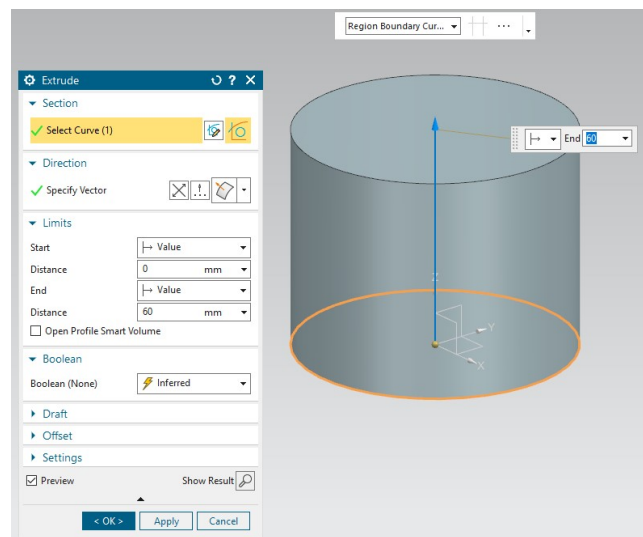 Region Boundary Cur...
Extrude
Section
Select Curve (1)
Direction
Specify Vector
Limits
Start Value
Distance 0 mm
End Value
Distance 60 mm
Open Profile Smart Volume
Boolean
Boolean (None) Inferred
Draft
Offset
Settings
Preview Show Result
< OK > Apply Cancel
End 60
Z
Y
X